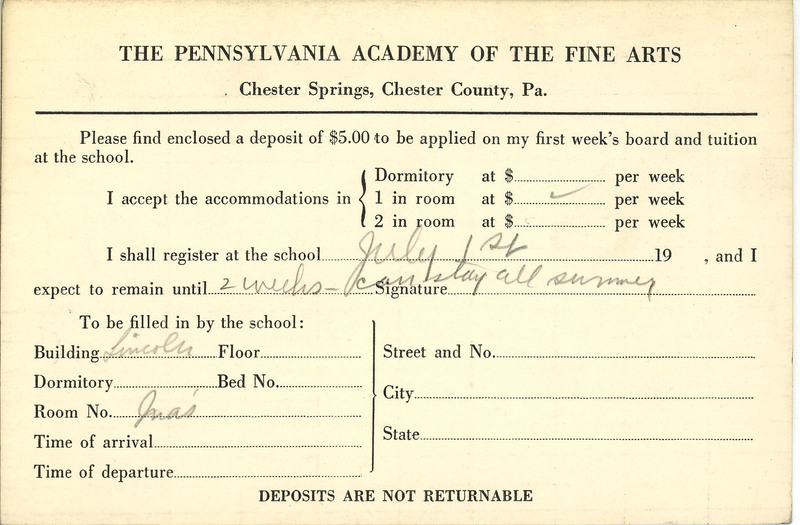 THE PENNSYLVANIA ACADEMY OF THE FINE ARTS
Chester Springs, Chester County, Pa.
Please find enclosed a deposit of $5.00 to be applied on my first week's board and tuition
at the school.
I accept the accommodations in { Dormitory at $ per week
1 in room at $ ✓ per week
2 in room at $ per week
I shall register at the school July 1st 19 , and I
expect to remain until 2 weeks - can stay all summer Signature
To be filled in by the school:
Building Lincoln Floor
Dormitory Bed No.
Room No. Ina's
Time of arrival
Time of departure
Street and No.
City
State
DEPOSITS ARE NOT RETURNABLE